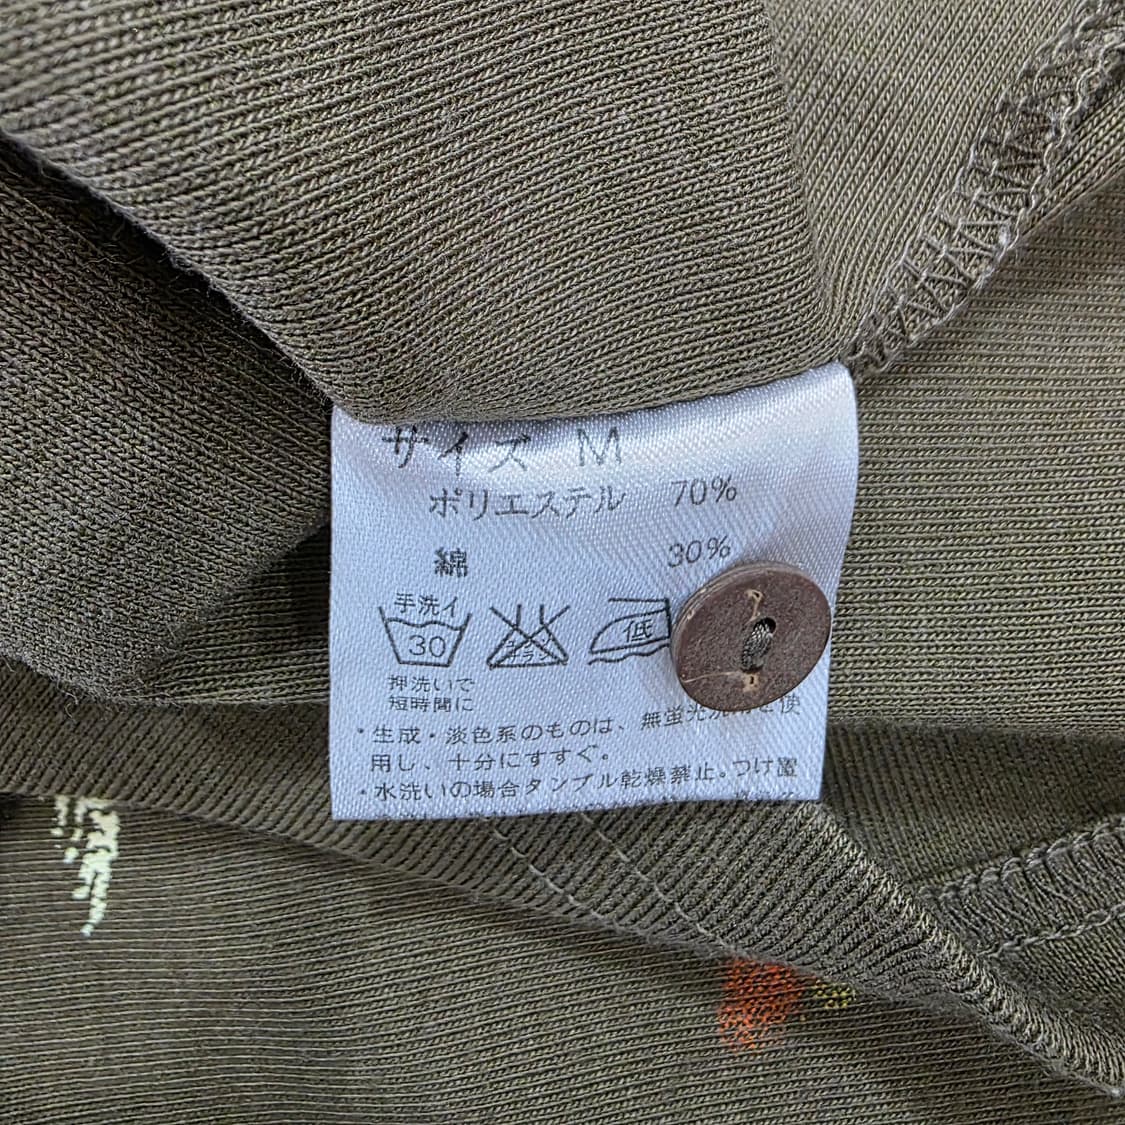 サイズ M
ポリエステル 70%
綿 30%
手洗イ
30
低
押洗いで
短時間に
・生成・淡色系のものは、無蛍光洗
用し、十分にすすぐ。
・水洗いの場合タンブル乾燥禁止。つけ置